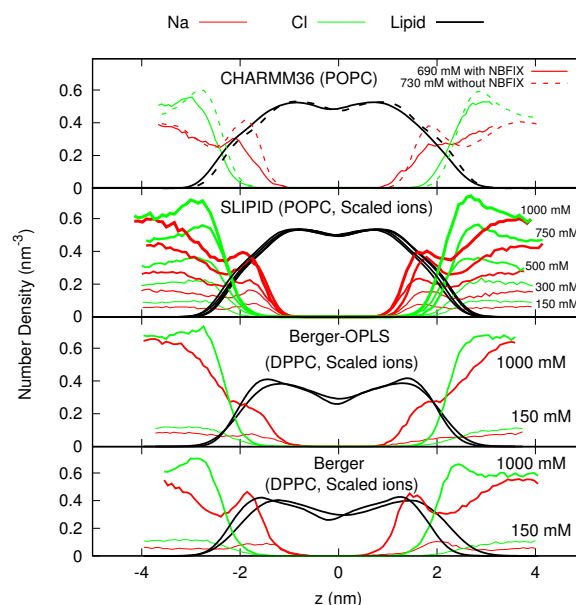 Na Cl Lipid
CHARMM36 (POPC)
690 mM with NBFIX
730 mM without NBFIX
0.6
0.4
0.2
0
SLIPID (POPC, Scaled ions)
1000 mM
750 mM
500 mM
300 mM
150 mM
0.6
0.4
0.2
0
Number Density (nm⁻³)
Berger-OPLS
(DPPC, Scaled ions)
1000 mM
150 mM
0.6
0.4
0.2
0
Berger
(DPPC, Scaled ions)
1000 mM
150 mM
0.6
0.4
0.2
0
-4 -2 0 2 4
z (nm)